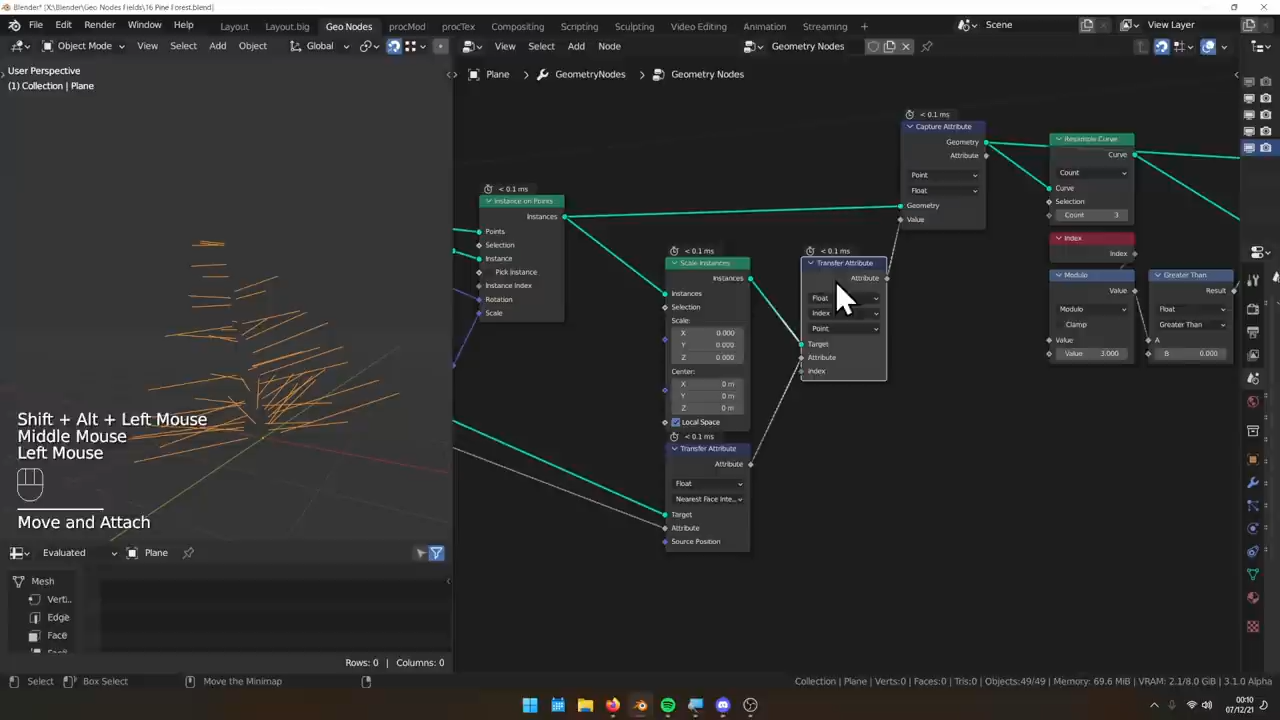 Blender* [X:\Blender\Geo Nodes Fields\16 Pine Forest.blend]
File Edit Render Window Help Layout Layout.big Geo Nodes procMod procTex Compositing Scripting Sculpting Video Editing Animation Streaming + Scene View Layer
Object Mode View Select Add Object Global View Select Add Node Geometry Nodes
User Perspective
(1) Collection | Plane
Plane > GeometryNodes > Geometry Nodes
< 0.1 ms
Capture Attribute
Geometry
Attribute
Point
Float
Geometry
Value
Resample Curve
Curve
Count
Curve
Selection
Count 3
Index
Index
Modulo
Value
Modulo
Clamp
Value
Value 3.000
Greater Than
Result
Float
Greater Than
A
B 0.000
< 0.1 ms
Instance on Points
Instances
Points
Selection
Instance
Pick Instance
Instance Index
Rotation
Scale
< 0.1 ms
Scale Instances
Instances
Instances
Selection
Scale:
X 0.000
Y 0.000
Z 0.000
Center:
X 0 m
Y 0 m
Z 0 m
Local Space
< 0.1 ms
Transfer Attribute
Attribute
Float
Index
Point
Target
Attribute
Index
< 0.1 ms
Transfer Attribute
Attribute
Float
Nearest Face Inte...
Target
Attribute
Source Position
Shift + Alt + Left Mouse
Middle Mouse
Left Mouse
Move and Attach
Evaluated Plane
Mesh
Verti..
Edge
Face
Rows: 0 | Columns: 0
Select Box Select Move the Minimap
Collection | Plane | Verts:0 | Faces:0 | Tris:0 | Objects:49/49 | Memory: 69.6 MiB | VRAM: 2.1/8.0 GiB | 3.1.0 Alpha
00:10
07/12/21